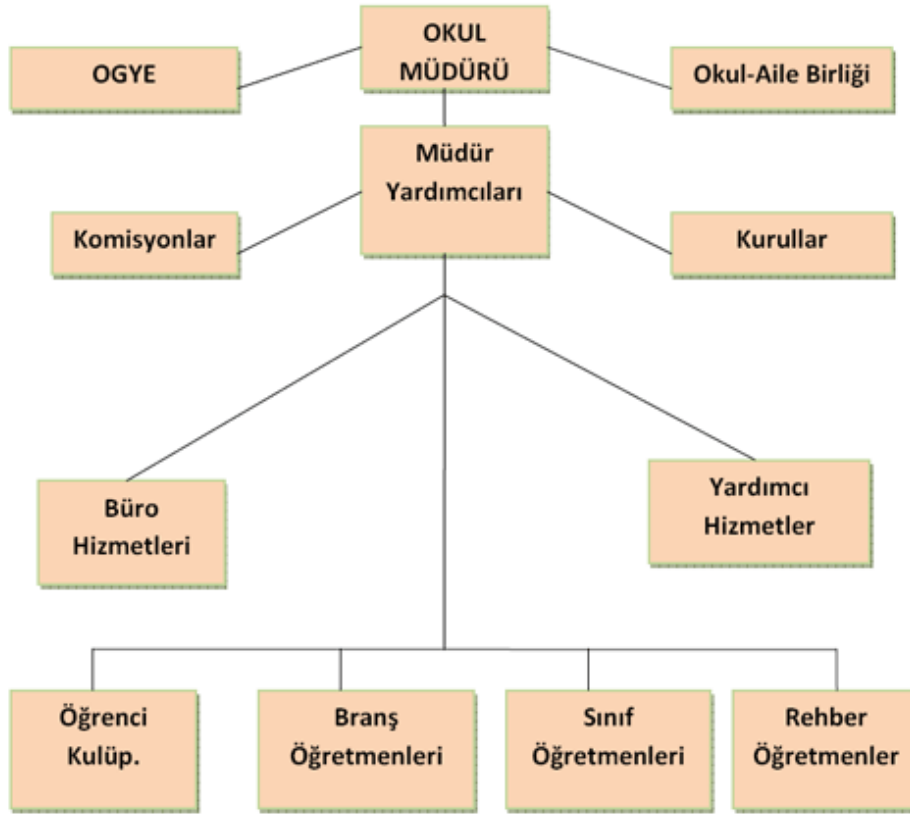 OKUL
MÜDÜRÜ
OGYE
Okul-Aile Birliği
Müdür
Yardımcıları
Komisyonlar
Kurullar
Büro
Hizmetleri
Yardımcı
Hizmetler
Öğrenci
Kulüp.
Branş
Öğretmenleri
Sınıf
Öğretmenleri
Rehber
Öğretmenler